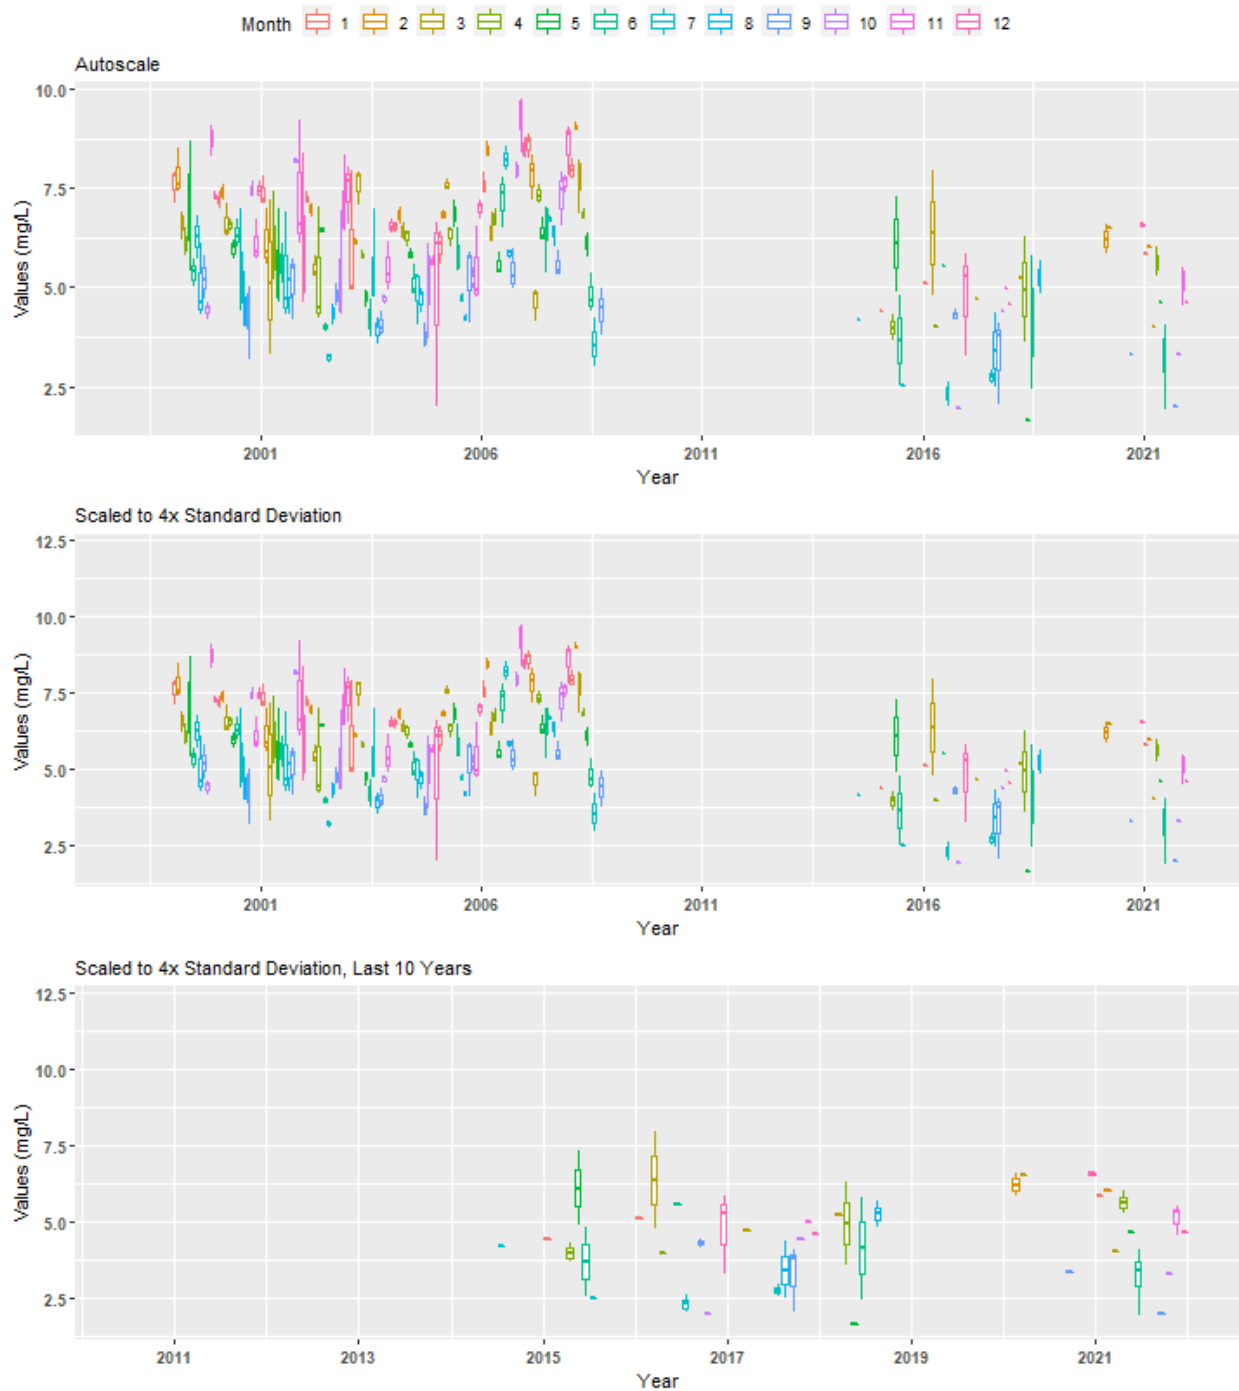 Month 1 2 3 4 5 6 7 8 9 10 11 12
Autoscale
10.0
7.5
5.0
2.5
Values (mg/L)
2001 2006 2011 2016 2021
Year
Scaled to 4x Standard Deviation
12.5
10.0
7.5
5.0
2.5
Values (mg/L)
2001 2006 2011 2016 2021
Year
Scaled to 4x Standard Deviation, Last 10 Years
12.5
10.0
7.5
5.0
2.5
Values (mg/L)
2011 2013 2015 2017 2019 2021
Year